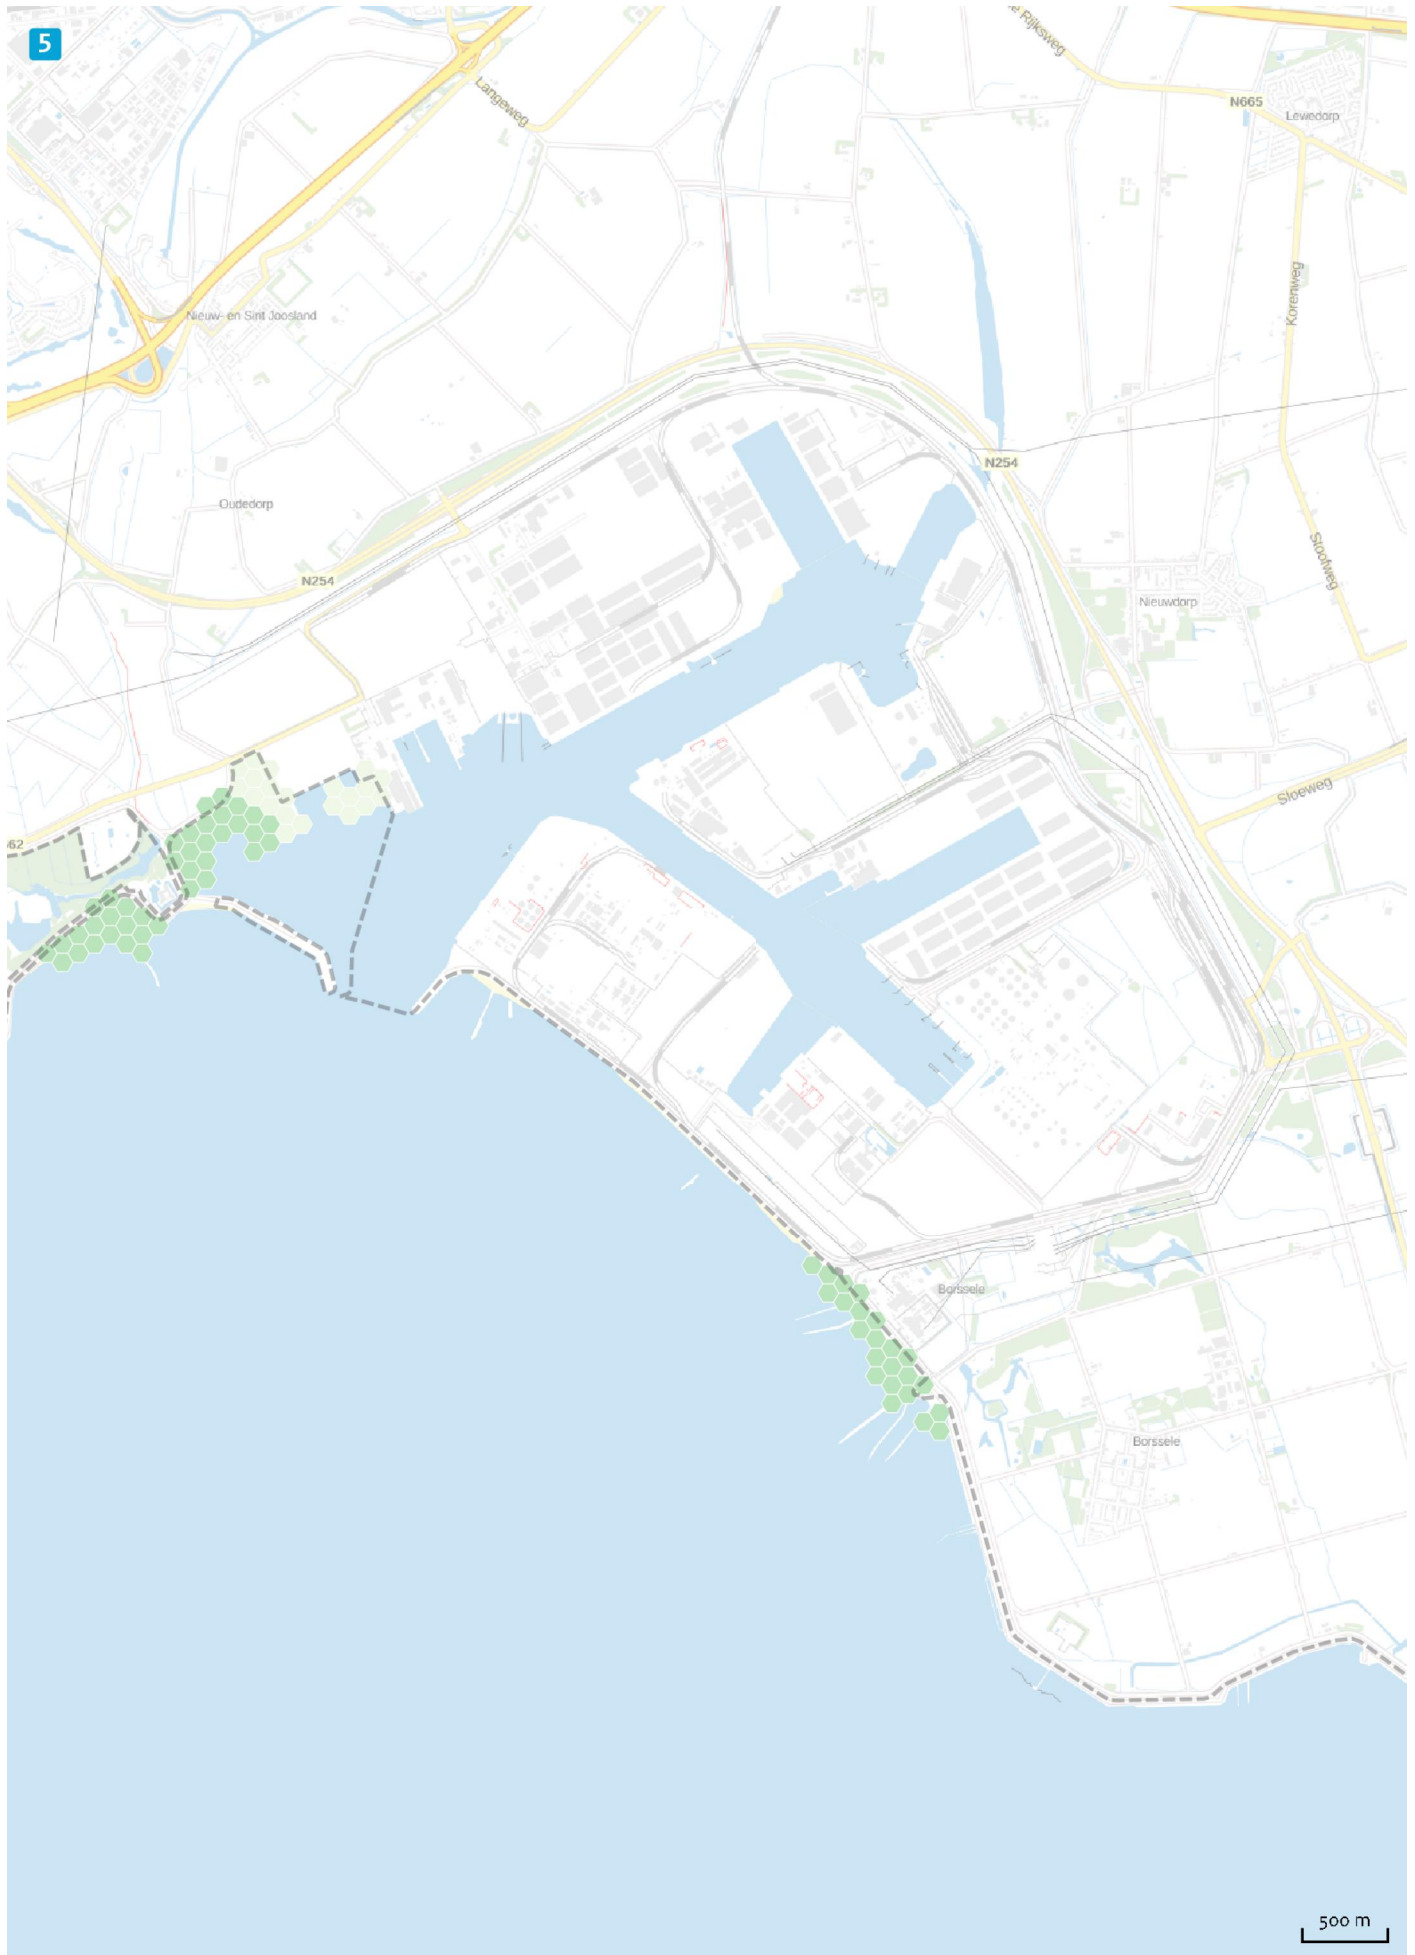 5
Rijksweg
Langeweg
N665
Lewedorp
Korenweg
Nieuw- en Sint Joosland
N254
Oudedorp
Stoofweg
N254
Nieuwdorp
Sloeweg
62
Borssele
Borssele
500 m